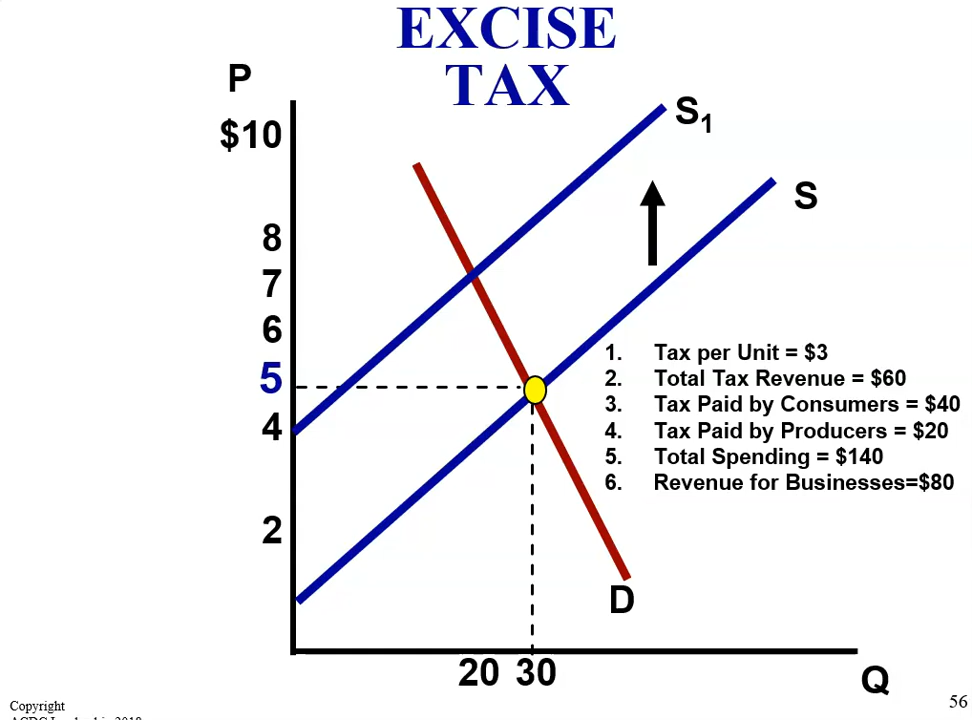 EXCISE
TAX
P
$10
8
7
6
5
4
2
S1
S
1. Tax per Unit = $3
2. Total Tax Revenue = $60
3. Tax Paid by Consumers = $40
4. Tax Paid by Producers = $20
5. Total Spending = $140
6. Revenue for Businesses=$80
D
20 30
Q
Copyright
56